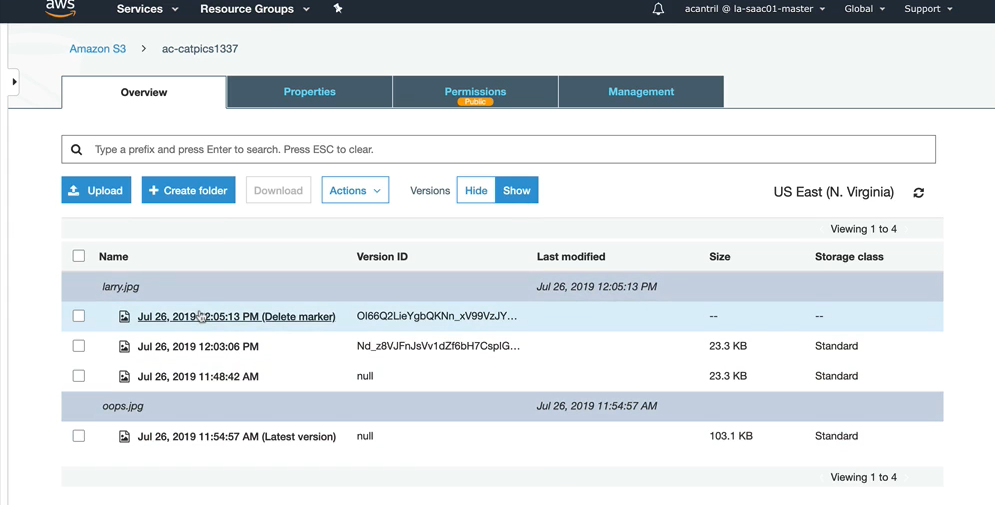 aws Services Resource Groups acantril @ la-saac01-master Global Support
Amazon S3 ac-catpics1337
Overview Properties Permissions Management
Public
Type a prefix and press Enter to search. Press ESC to clear.
Upload Create folder Download Actions Versions Hide Show US East (N. Virginia)
Viewing 1 to 4
Name Version ID Last modified Size Storage class
larry.jpg Jul 26, 2019 12:05:13 PM
Jul 26, 2019 12:05:13 PM (Delete marker) OI66Q2LieYgbQKNn_xV99VzJY... -- --
Jul 26, 2019 12:03:06 PM Nd_z8VJFnJsVv1dZf6bH7CsplG... 23.3 KB Standard
Jul 26, 2019 11:48:42 AM null 23.3 KB Standard
oops.jpg Jul 26, 2019 11:54:57 AM
Jul 26, 2019 11:54:57 AM (Latest version) null 103.1 KB Standard
Viewing 1 to 4